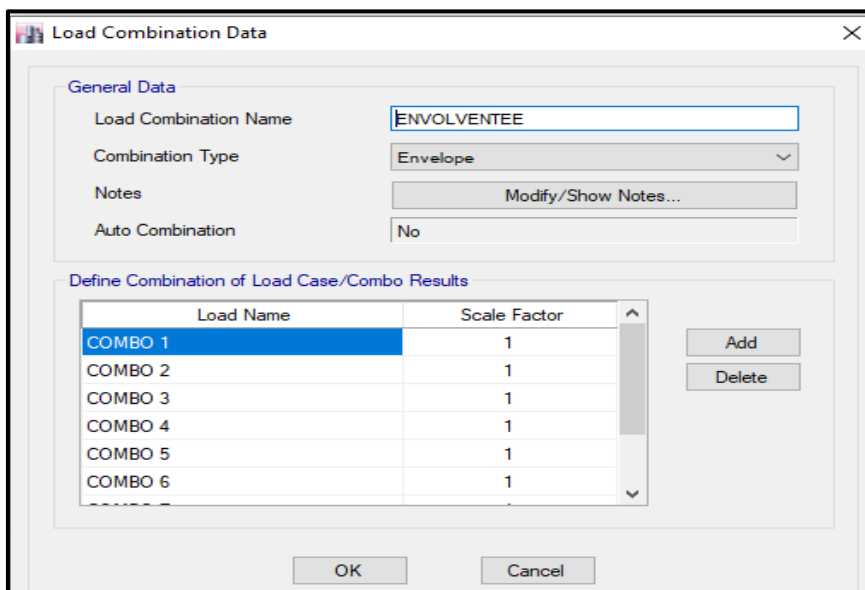 Load Combination Data
General Data
Load Combination Name ENVOLVENTEE
Combination Type Envelope
Notes Modify/Show Notes...
Auto Combination No
Define Combination of Load Case/Combo Results
Load Name Scale Factor
COMBO 1 1
COMBO 2 1
COMBO 3 1
COMBO 4 1
COMBO 5 1
COMBO 6 1
Add
Delete
OK Cancel